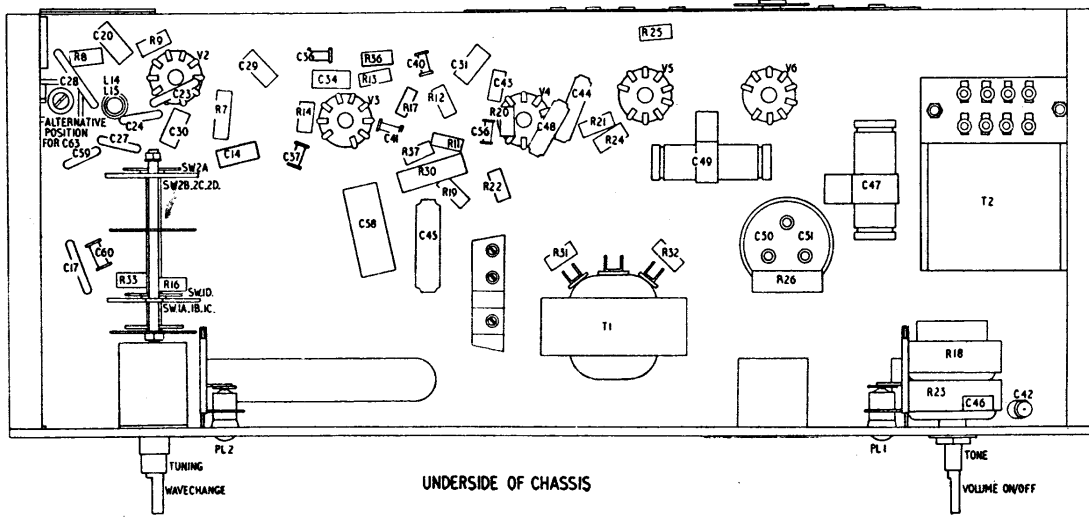 C20
R9
R8
V2
C28
L14
L15
C23
ALTERNATIVE
POSITION
FOR C63
C24
C27
C59
C30
R7
C29
C14
R14
C34
R36
R13
V3
C37
C41
R17
C40
R12
C31
C43
R37
R11
R30
R19
C56
R20
V4
C48
C44
R22
R21
R24
R25
V5
V6
C49
C47
T2
SW2A
SW2B.2C.2D.
C17
C60
R33
R16
SW1D.
SW1A.1B.1C.
C58
C45
R31
R32
T1
C50
C51
R26
R18
R23
C46
C42
PL2
PL1
TUNING
WAVECHANGE
UNDERSIDE OF CHASSIS
TONE
VOLUME ON/OFF